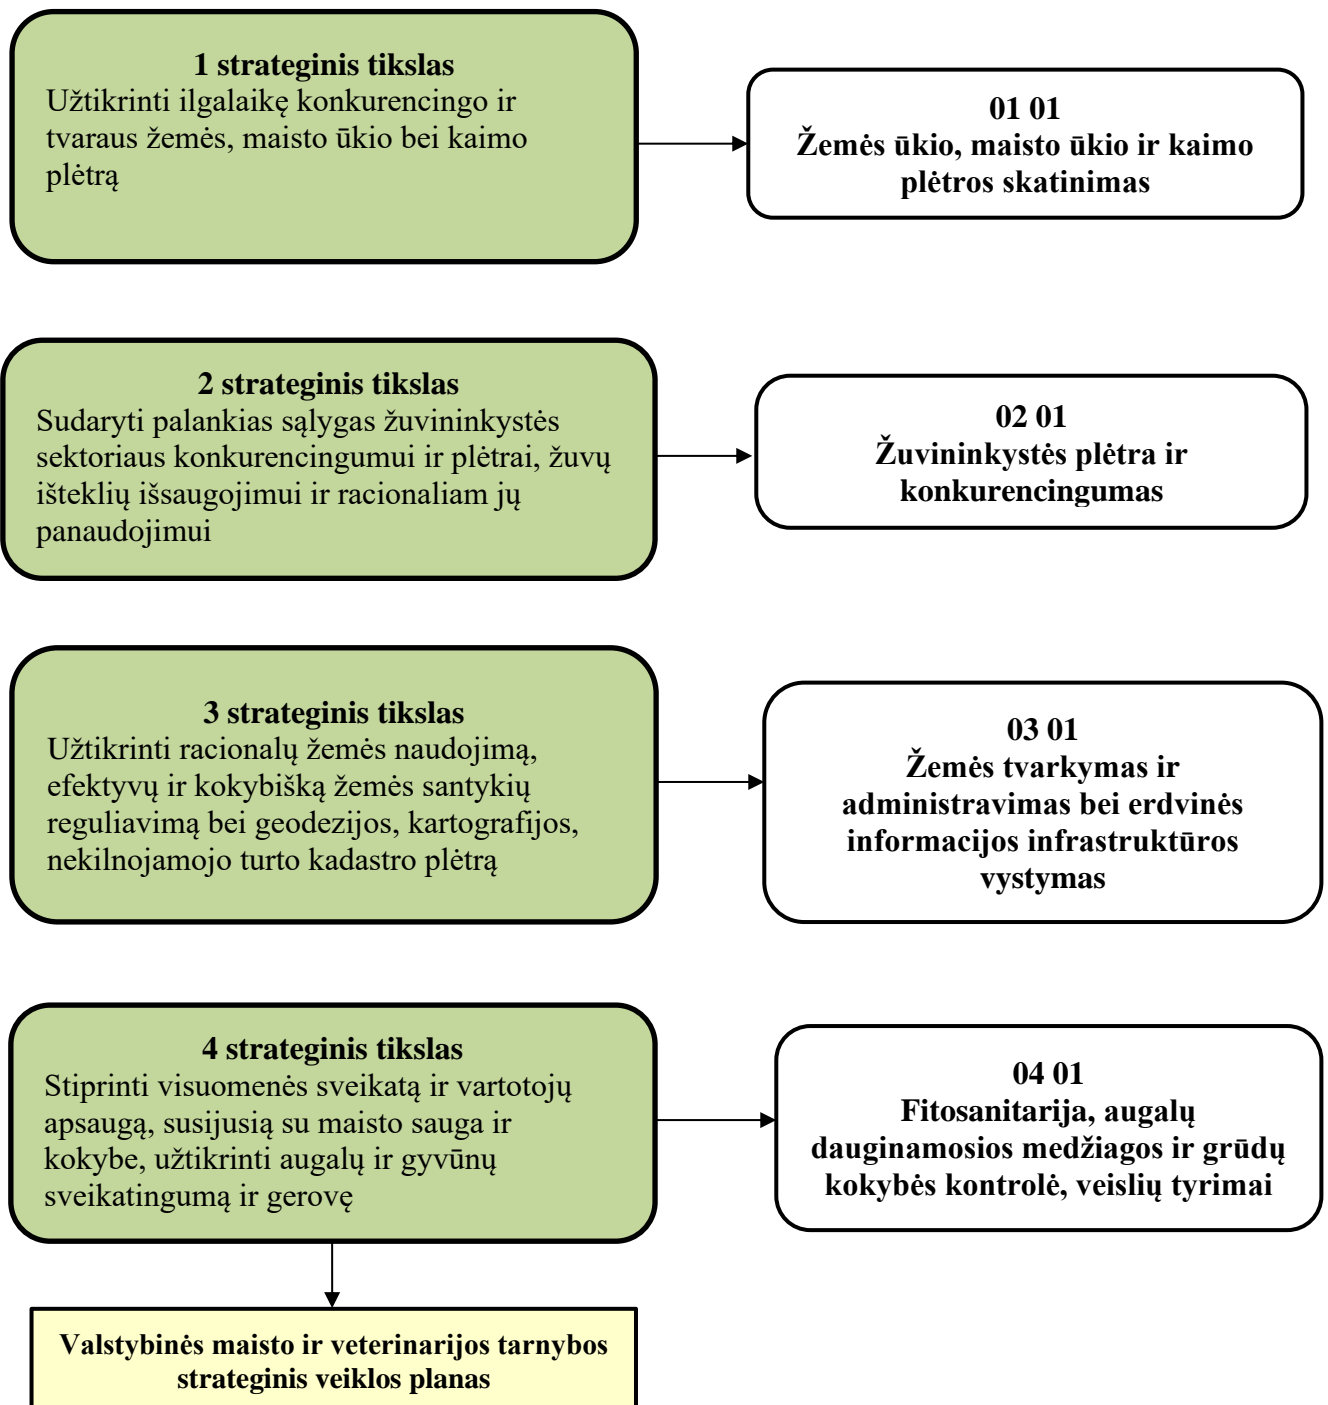 1 strateginis tikslas
Užtikrinti ilgalaikę konkurencingo ir
tvaraus žemės, maisto ūkio bei kaimo
plėtrą
01 01
Žemės ūkio, maisto ūkio ir kaimo
plėtros skatinimas
2 strateginis tikslas
Sudaryti palankias sąlygas žuvininkystės
sektoriaus konkurencingumui ir plėtrai, žuvų
išteklių išsaugojimui ir racionaliam jų
panaudojimui
02 01
Žuvininkystės plėtra ir
konkurencingumas
3 strateginis tikslas
Užtikrinti racionalų žemės naudojimą,
efektyvų ir kokybišką žemės santykių
reguliavimą bei geodezijos, kartografijos,
nekilnojamojo turto kadastro plėtrą
03 01
Žemės tvarkymas ir
administravimas bei erdvinės
informacijos infrastruktūros
vystymas
4 strateginis tikslas
Stiprinti visuomenės sveikatą ir vartotojų
apsaugą, susijusią su maisto sauga ir
kokybe, užtikrinti augalų ir gyvūnų
sveikatingumą ir gerovę
04 01
Fitosanitarija, augalų
dauginamosios medžiagos ir grūdų
kokybės kontrolė, veislių tyrimai
Valstybinės maisto ir veterinarijos tarnybos
strateginis veiklos planas